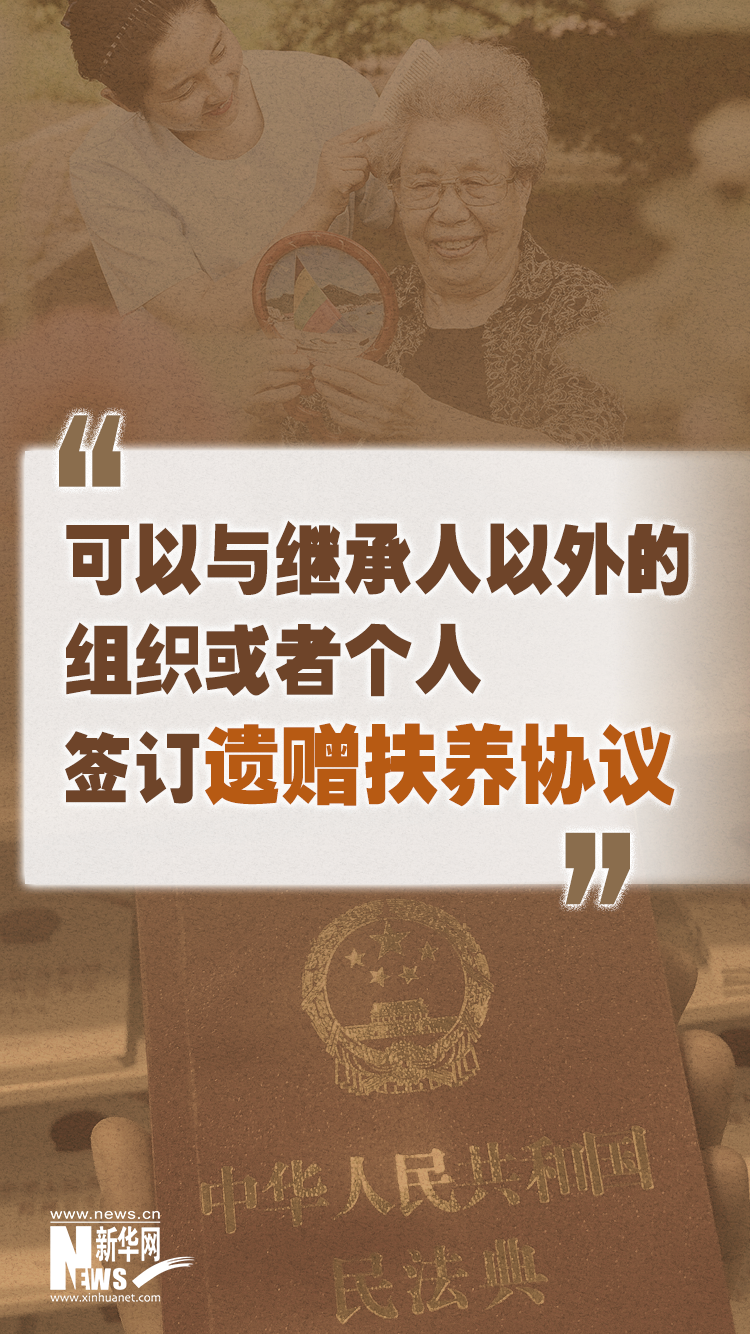 “
可以与继承人以外的
组织或者个人
签订遗赠扶养协议
”
中华人民共和国
民法典
www.news.cn
新华网
NEWS
www.xinhuanet.com